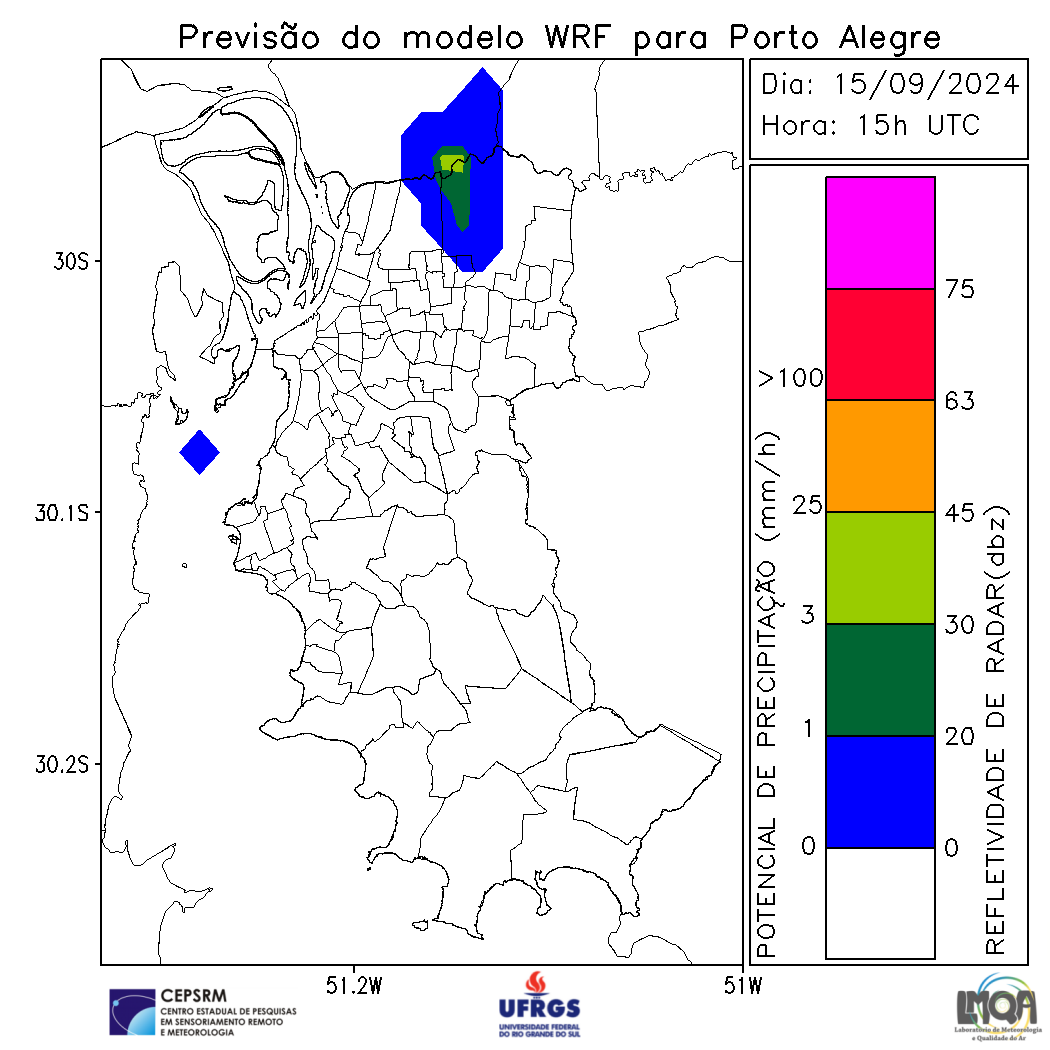 Previsão do modelo WRF para Porto Alegre
Dia: 15/09/2024
Hora: 15h UTC
30S
30.1S
30.2S
51.2W
51W
POTENCIAL DE PRECIPITAÇÃO (mm/h)
>100
25
3
1
0
75
63
45
30
20
0
REFLETIVIDADE DE RADAR(dbz)
CEPSRM
CENTRO ESTADUAL DE PESQUISAS
EM SENSORIAMENTO REMOTO
E METEOROLOGIA
UFRGS
UNIVERSIDADE FEDERAL
DO RIO GRANDE DO SUL
LMQA
Laboratório de Meteorologia
e Qualidade do Ar